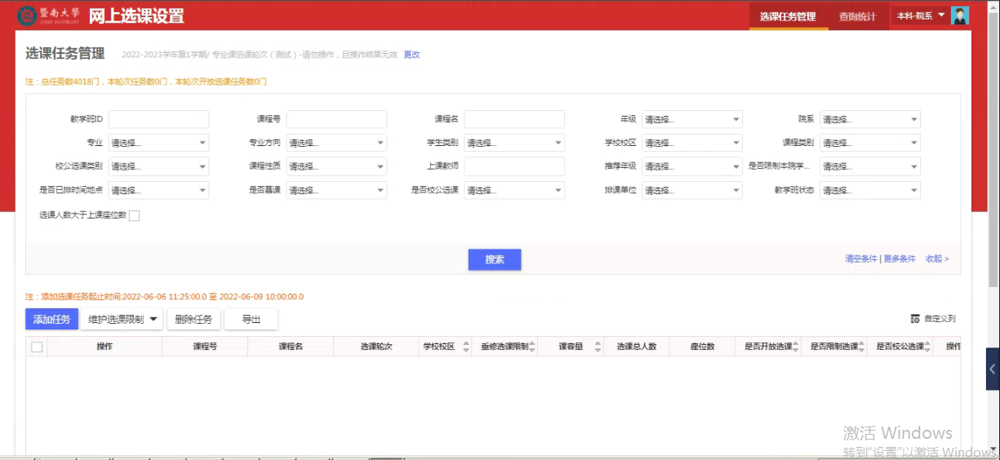 暨南大学 网上选课设置 选课任务管理 查询统计 本科-院系
JINAN UNIVERSITY
选课任务管理 2022-2023学年第1学期/ 专业课选课轮次（测试）-请勿操作，且操作结果无效 更改
注：总任务数4018门，本轮次任务数0门，本轮次开放选课任务数0门
教学班ID 课程号 课程名 年级 请选择... 院系 请选择...
专业 请选择... 专业方向 请选择... 学生类别 请选择... 学校校区 请选择... 课程类别 请选择...
校公选课类别 请选择... 课程性质 请选择... 上课教师 推荐年级 请选择... 是否限制本院学... 请选择...
是否已排时间地点 请选择... 是否慕课 请选择... 是否校公选课 请选择... 排课单位 请选择... 教学班状态 请选择...
选课人数大于上课座位数
搜索 清空条件 | 更多条件 收起 >
注：添加选课任务起止时间:2022-06-06 11:25:00.0 至 2022-06-09 10:00:00.0
添加任务 维护选课限制 删除任务 导出 自定义列
操作 课程号 课程名 选课轮次 学校校区 重修选课限制 课容量 选课总人数 座位数 是否开放选课 是否限制选课 是否校公选课 操作
激活 Windows
转到"设置"以激活 Windows。